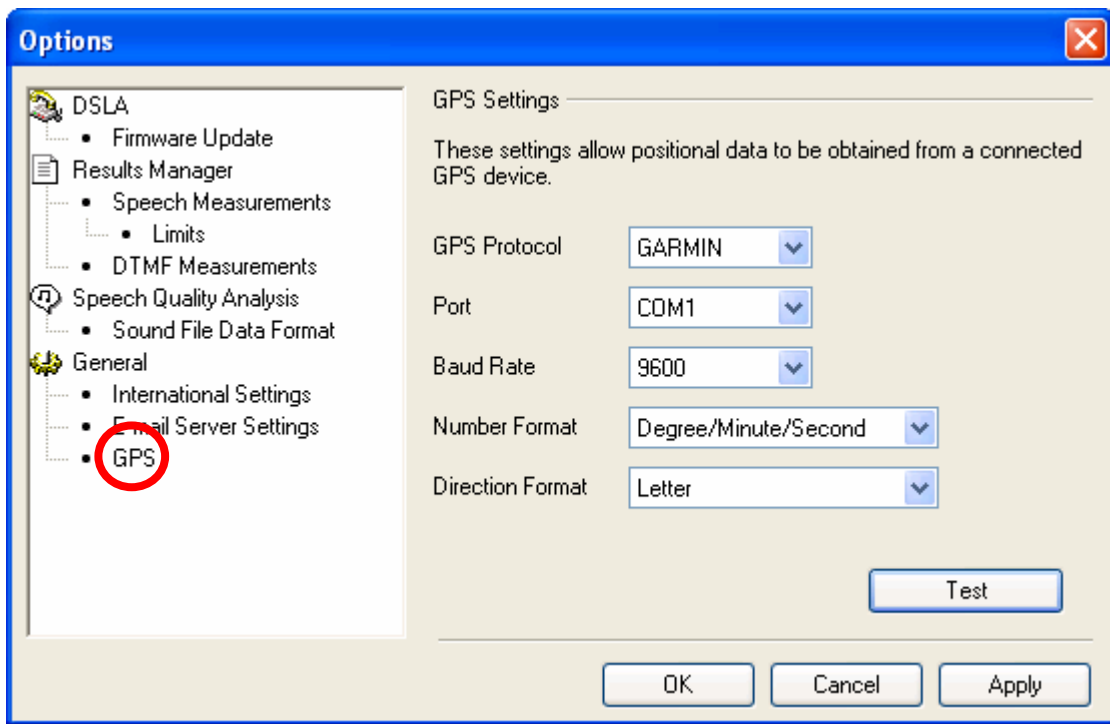 Options
DSLA
Firmware Update
Results Manager
Speech Measurements
Limits
DTMF Measurements
Speech Quality Analysis
Sound File Data Format
General
International Settings
E-mail Server Settings
GPS
GPS Settings
These settings allow positional data to be obtained from a connected
GPS device.
GPS Protocol GARMIN
Port COM1
Baud Rate 9600
Number Format Degree/Minute/Second
Direction Format Letter
Test
OK Cancel Apply